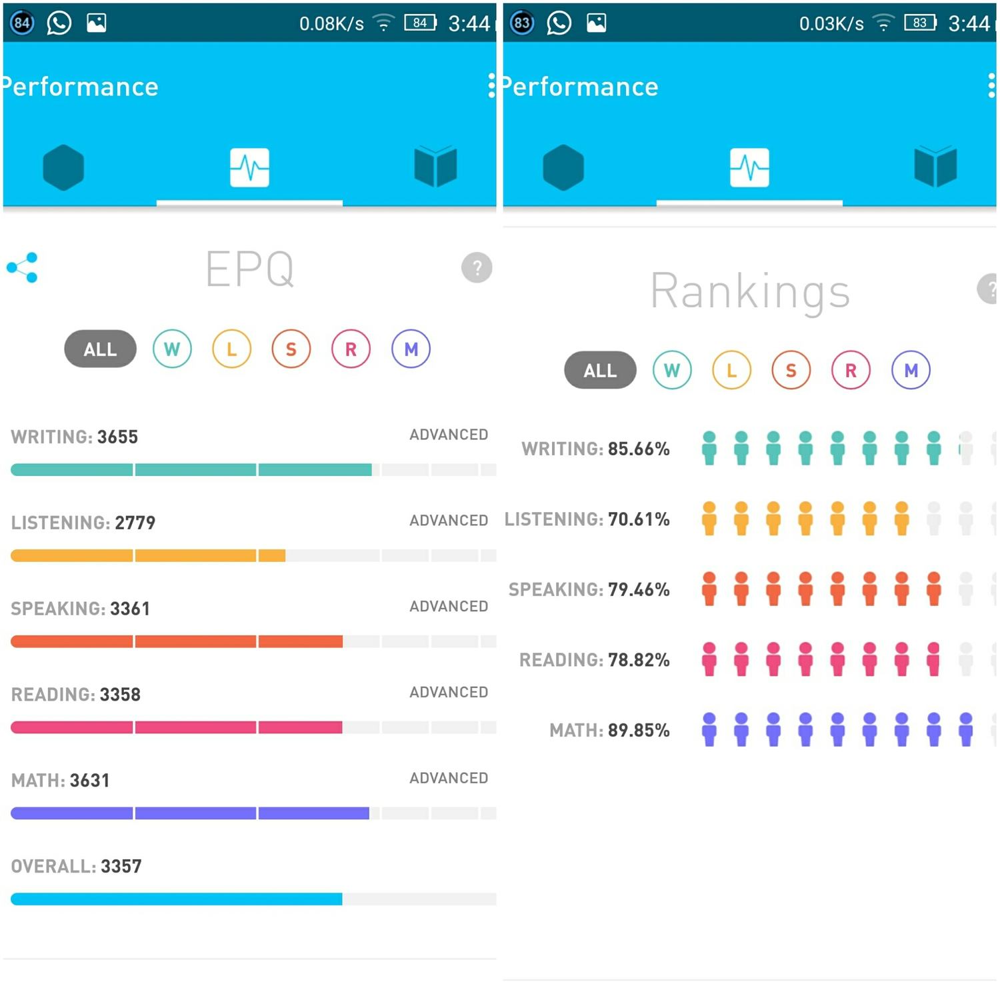 84 0.08K/s 84 3:44
Performance
EPQ ?
ALL W L S R M
WRITING: 3655 ADVANCED
LISTENING: 2779 ADVANCED
SPEAKING: 3361 ADVANCED
READING: 3358 ADVANCED
MATH: 3631 ADVANCED
OVERALL: 3357
83 0.03K/s 83 3:44
Performance
Rankings ?
ALL W L S R M
WRITING: 85.66%
LISTENING: 70.61%
SPEAKING: 79.46%
READING: 78.82%
MATH: 89.85%